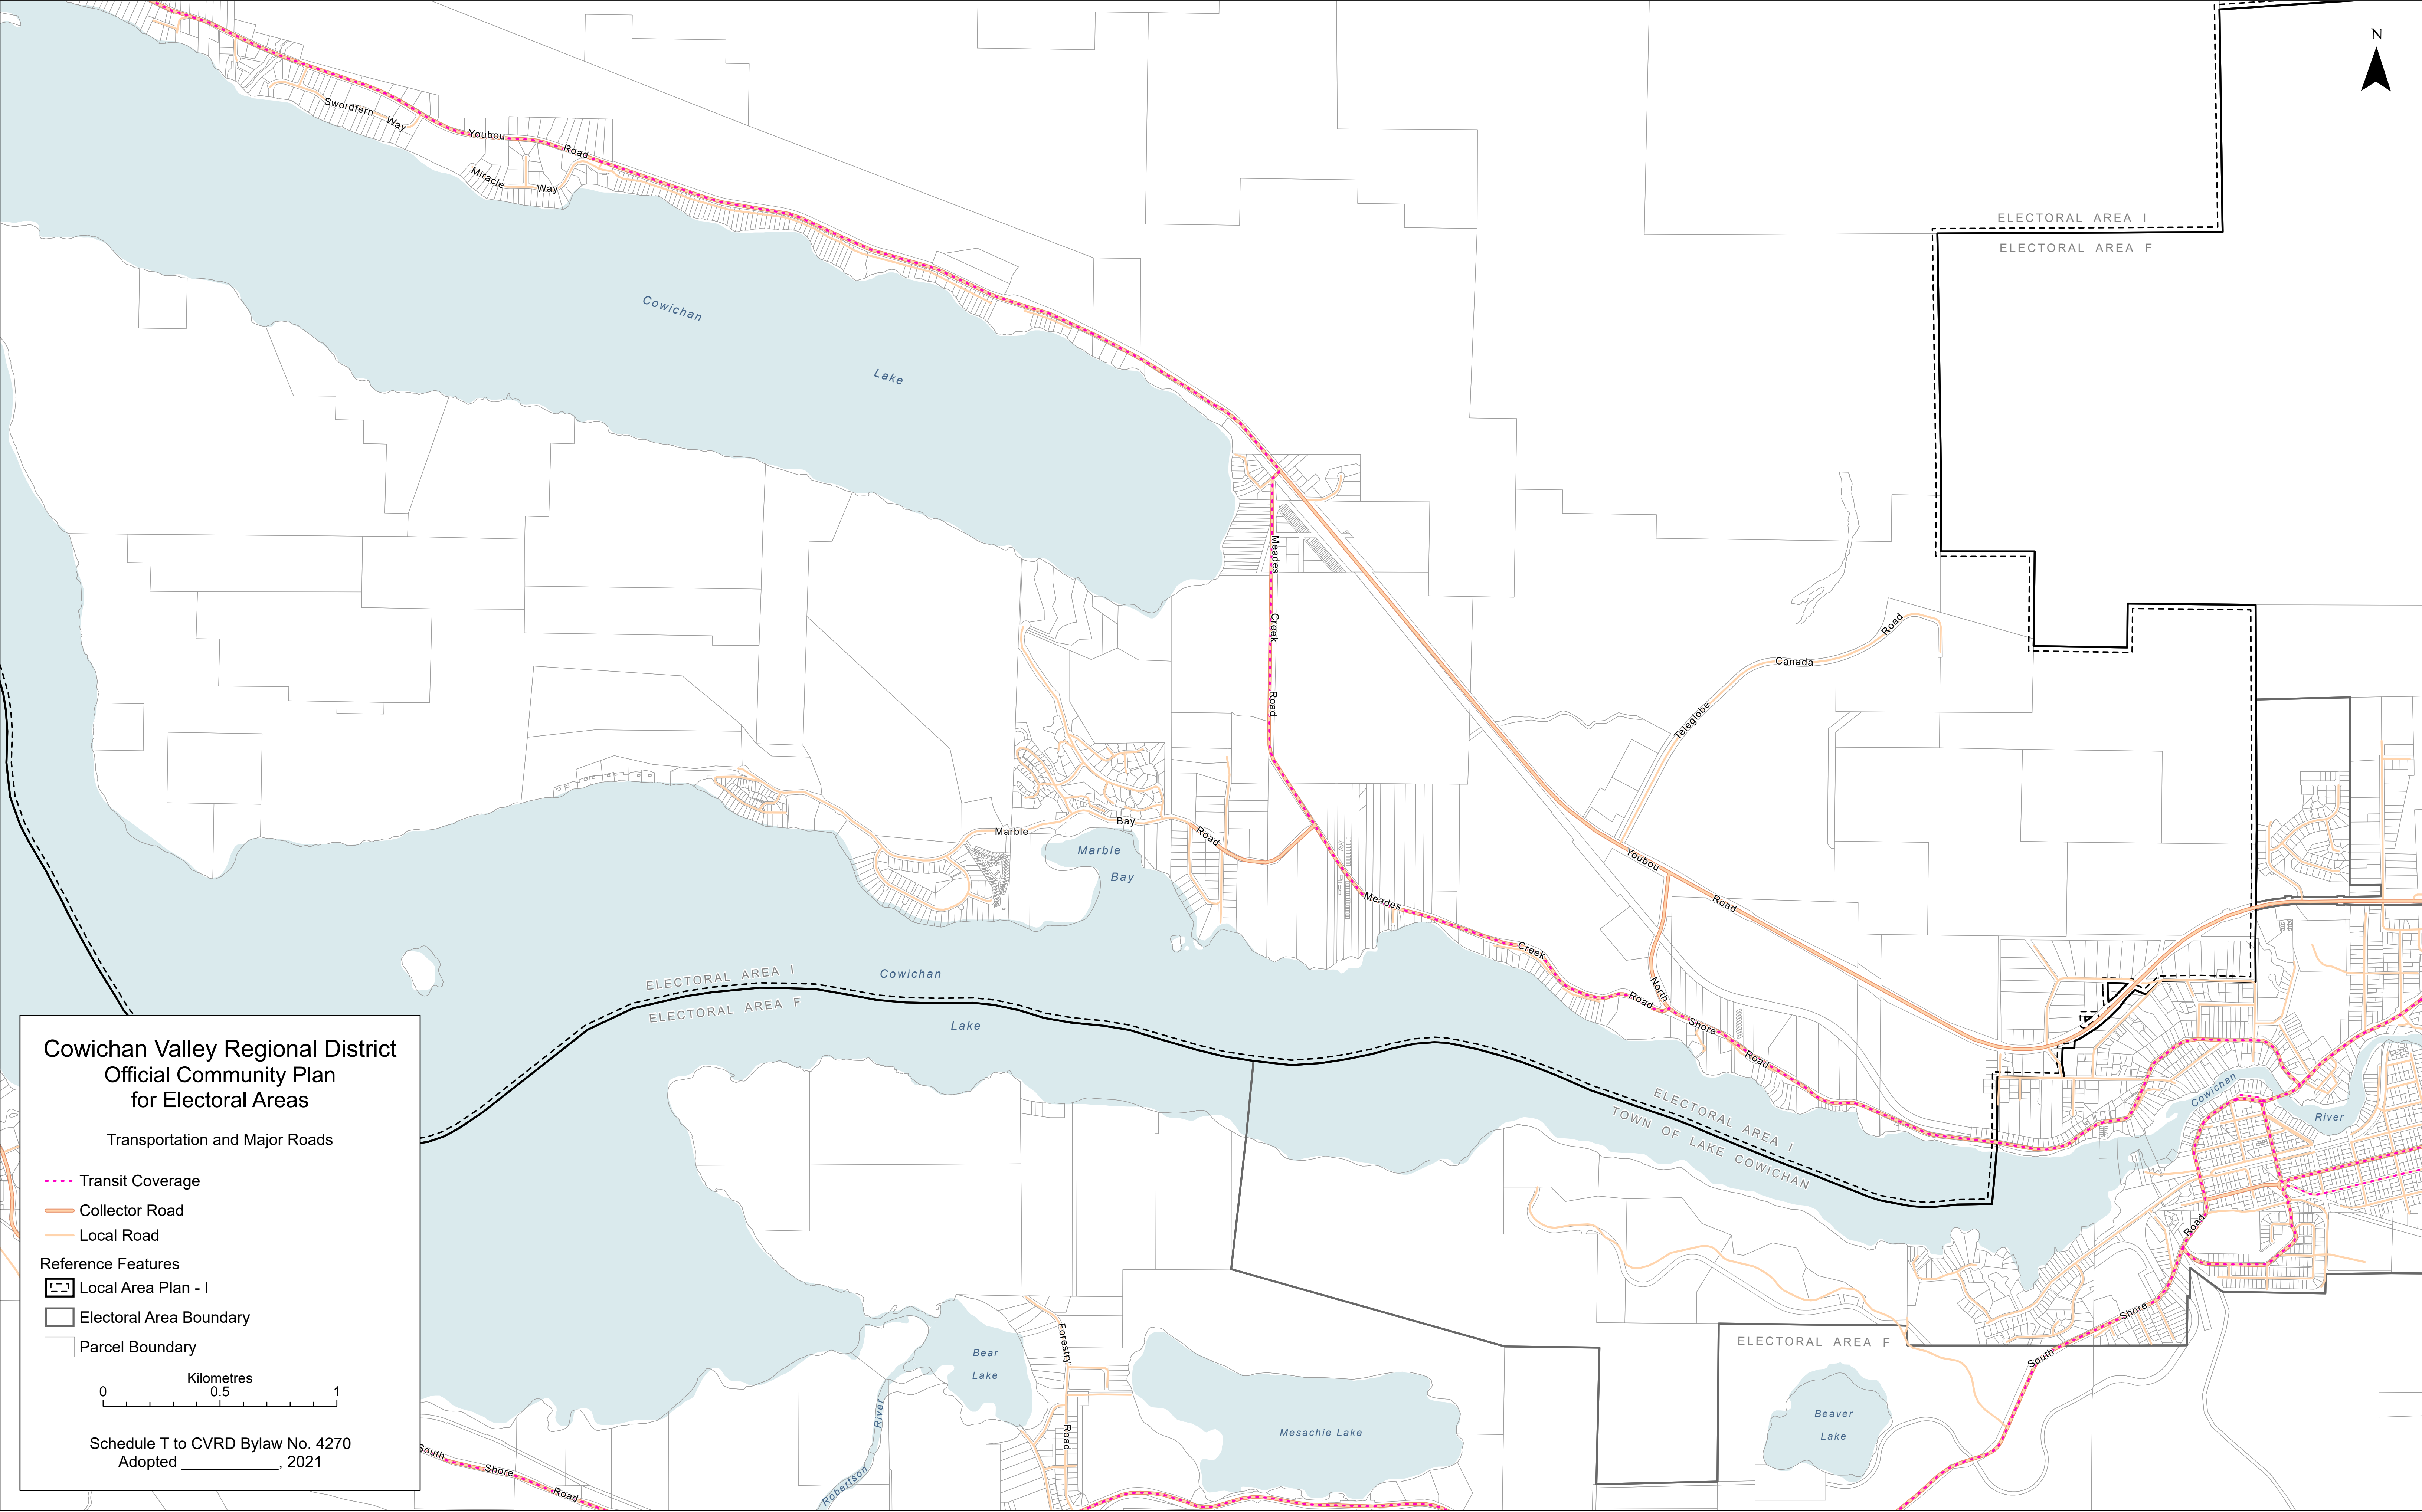 N
Swordfern Way
Youbou Road
Miracle Way
ELECTORAL AREA I
ELECTORAL AREA F
Cowichan
Lake
Meades Creek Road
Teleglobe Canada Road
Marble Bay Road
Marble
Bay
Youbou Road
Meades Creek Road
North Shore Road
ELECTORAL AREA I
ELECTORAL AREA F
Cowichan
Lake
ELECTORAL AREA I
TOWN OF LAKE COWICHAN
Cowichan
River
South Shore Road
ELECTORAL AREA F
Beaver
Lake
Forestry Road
Bear
Lake
Mesachie Lake
Robertson River
South Shore Road
Cowichan Valley Regional District
Official Community Plan
for Electoral Areas
Transportation and Major Roads
Transit Coverage
Collector Road
Local Road
Reference Features
Local Area Plan - I
Electoral Area Boundary
Parcel Boundary
Kilometres
0 0.5 1
Schedule T to CVRD Bylaw No. 4270
Adopted ____________, 2021